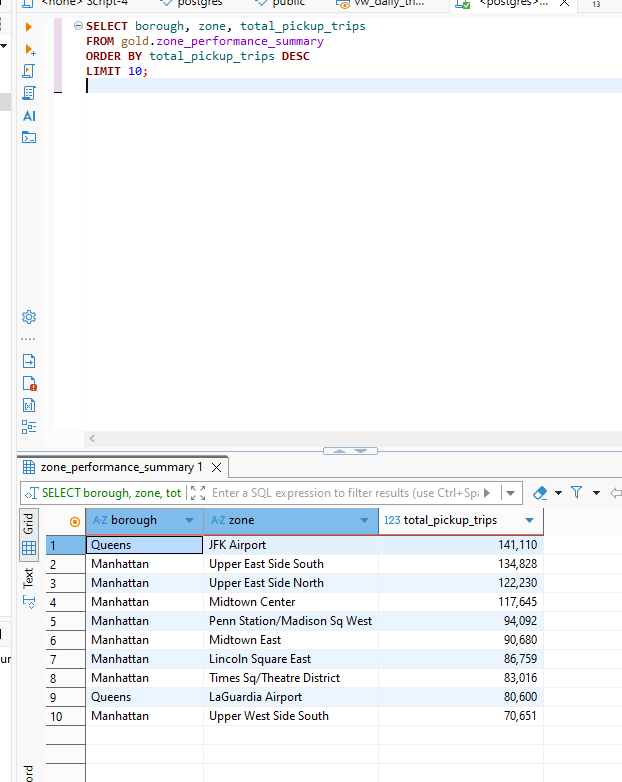 <none> Script-4 postgres public vw_daily_tri... <postgres>... 13
SELECT borough, zone, total_pickup_trips
FROM gold.zone_performance_summary
ORDER BY total_pickup_trips DESC
LIMIT 10;
AI
zone_performance_summary 1
SELECT borough, zone, tot Enter a SQL expression to filter results (use Ctrl+Sp
Grid
Text
A-Z borough A-Z zone 123 total_pickup_trips
1 Queens JFK Airport 141,110
2 Manhattan Upper East Side South 134,828
3 Manhattan Upper East Side North 122,230
4 Manhattan Midtown Center 117,645
5 Manhattan Penn Station/Madison Sq West 94,092
6 Manhattan Midtown East 90,680
7 Manhattan Lincoln Square East 86,759
8 Manhattan Times Sq/Theatre District 83,016
9 Queens LaGuardia Airport 80,600
10 Manhattan Upper West Side South 70,651
ur
ord